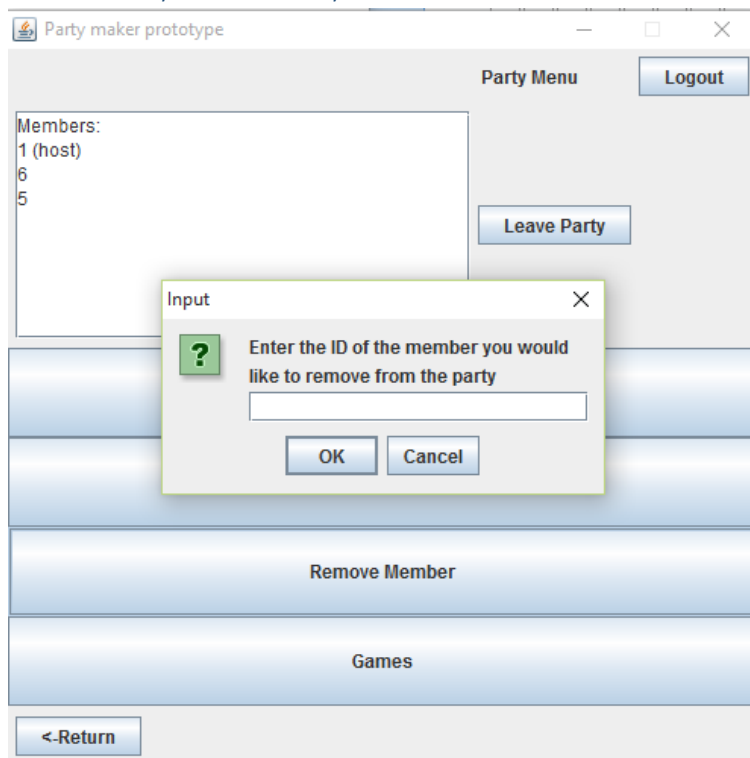 Party maker prototype
Party Menu
Logout
Members:
1 (host)
6
5
Leave Party
Input
Enter the ID of the member you would
like to remove from the party
OK
Cancel
Remove Member
Games
<-Return